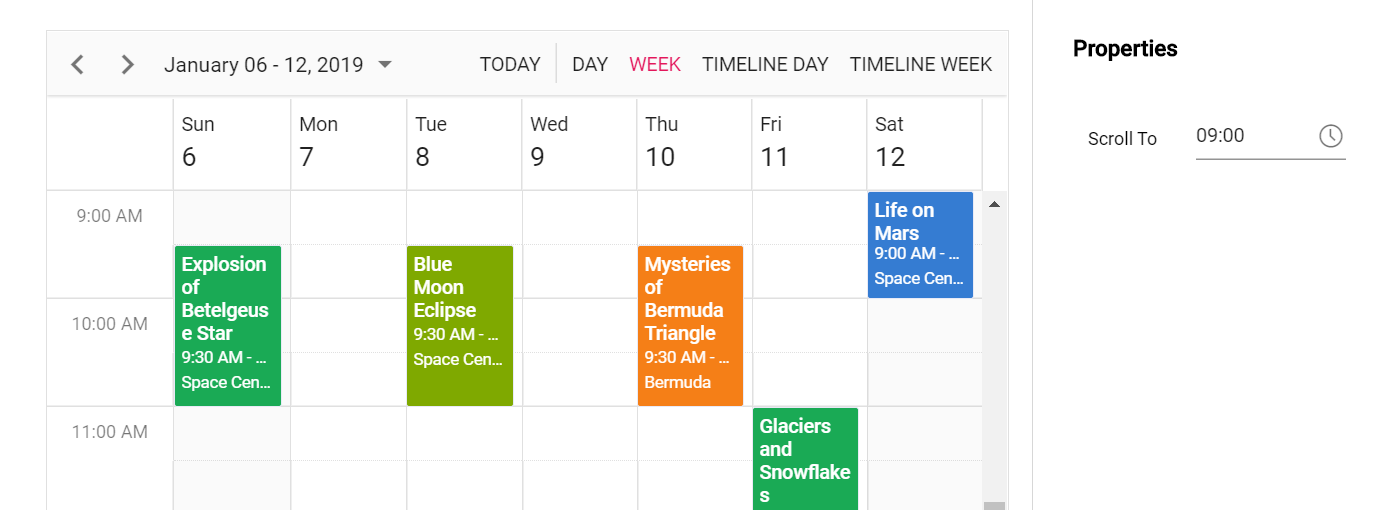 January 06 - 12, 2019
TODAY
DAY
WEEK
TIMELINE DAY
TIMELINE WEEK
Sun
6
Mon
7
Tue
8
Wed
9
Thu
10
Fri
11
Sat
12
9:00 AM
10:00 AM
11:00 AM
Explosion
of
Betelgeus
e Star
9:30 AM - ...
Space Cen...
Blue
Moon
Eclipse
9:30 AM - ...
Space Cen...
Mysteries
of
Bermuda
Triangle
9:30 AM - ...
Bermuda
Glaciers
and
Snowflake
s
Life on
Mars
9:00 AM - ...
Space Cen...
Properties
Scroll To
09:00